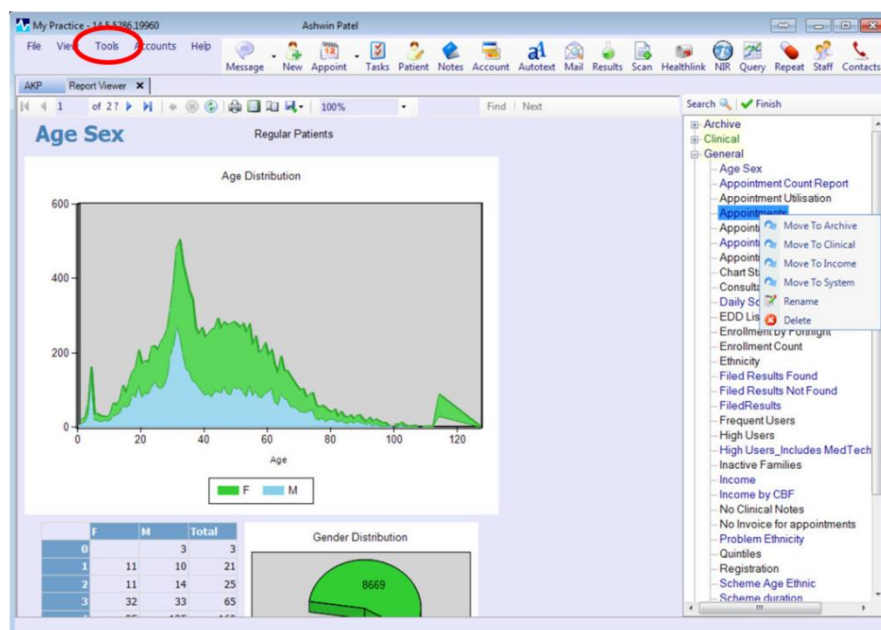 My Practice - 14.5.5286.19960
Ashwin Patel
File View Tools Accounts Help
Message New Appoint Tasks Patient Notes Account Autotext Mail Results Scan Healthlink NIR Query Repeat Staff Contacts
AKP Report Viewer
1 of 2? 100% Find | Next
Search Finish
Age Sex
Regular Patients
Age Distribution
600
400
200
0
0 20 40 60 80 100 120
Age
F M
F M Total
0 3 3
1 11 10 21
2 11 14 25
3 32 33 65
Gender Distribution
8669
Archive
Clinical
General
Age Sex
Appointment Count Report
Appointment Utilisation
Appointments
Move To Archive
Move To Clinical
Move To Income
Move To System
Rename
Delete
Appoint
Appoint
Appoint
Chart Sta
Consulta
Daily Sc
EDD Lis
Enrollment by Fortnight
Enrollment Count
Ethnicity
Filed Results Found
Filed Results Not Found
FiledResults
Frequent Users
High Users
High Users_Includes MedTech
Inactive Families
Income
Income by CBF
No Clinical Notes
No Invoice for appointments
Problem Ethnicity
Quintiles
Registration
Scheme Age Ethnic
Scheme duration